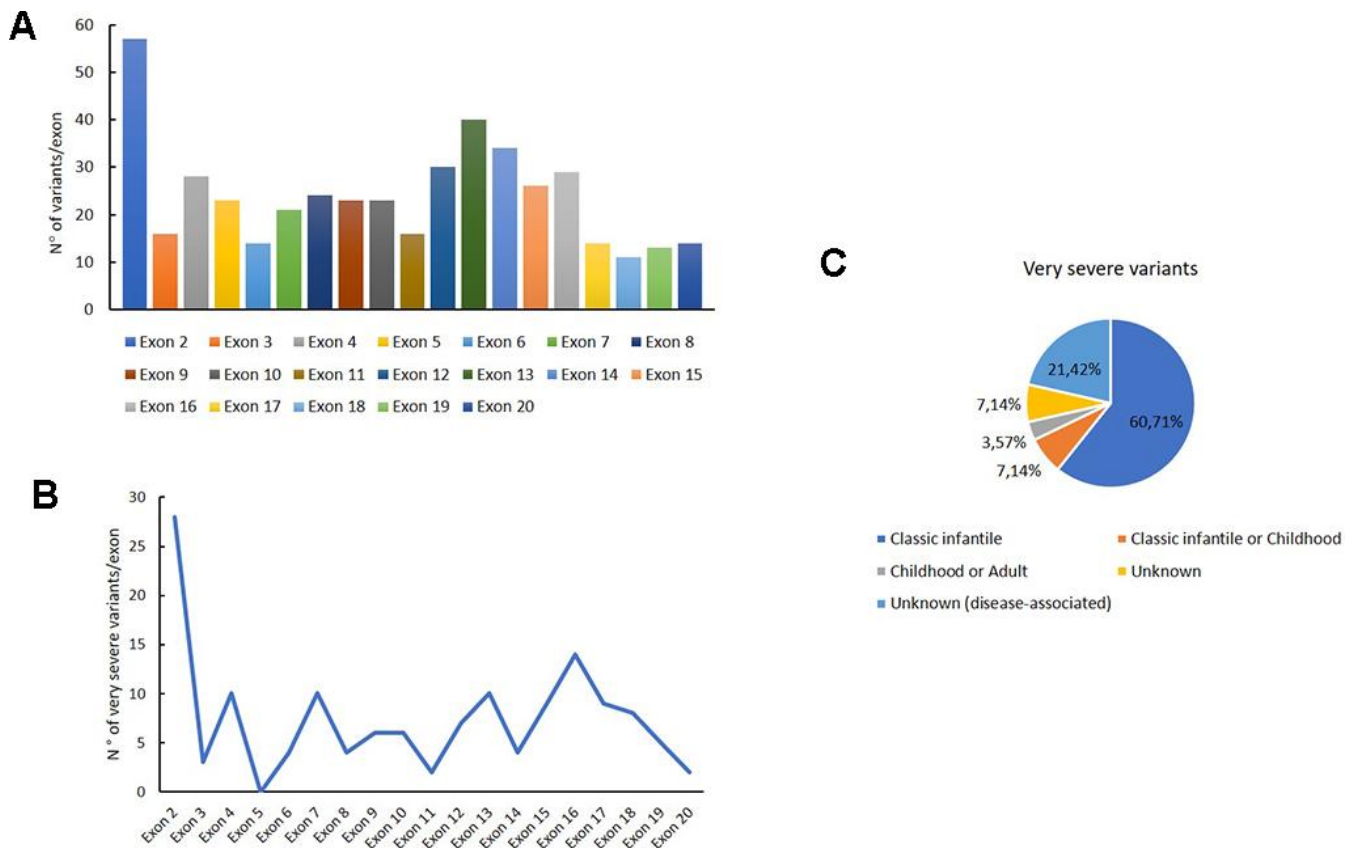 A
60
50
40
30
20
10
0
N° of variants/exon
Exon 2 Exon 3 Exon 4 Exon 5 Exon 6 Exon 7 Exon 8
Exon 9 Exon 10 Exon 11 Exon 12 Exon 13 Exon 14 Exon 15
Exon 16 Exon 17 Exon 18 Exon 19 Exon 20
B
30
25
20
15
10
5
0
N ° of very severe variants/exon
Exon 2
Exon 3
Exon 4
Exon 5
Exon 6
Exon 7
Exon 8
Exon 9
Exon 10
Exon 11
Exon 12
Exon 13
Exon 14
Exon 15
Exon 16
Exon 17
Exon 18
Exon 19
Exon 20
C
Very severe variants
21,42%
7,14%
60,71%
3,57%
7,14%
Classic infantile Classic infantile or Childhood
Childhood or Adult Unknown
Unknown (disease-associated)